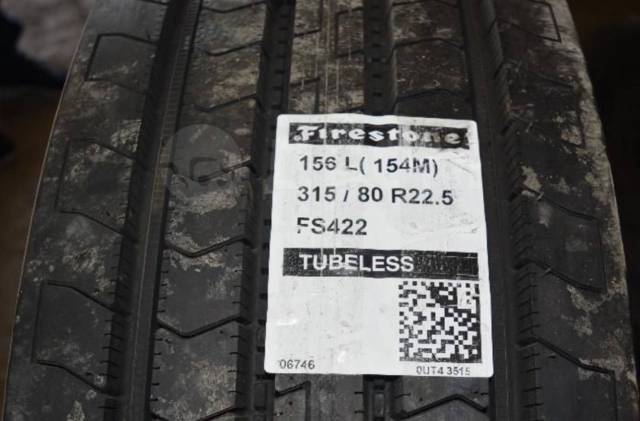 Firestone
156 L( 154M)
315 / 80 R22.5
FS422
TUBELESS
06746
0UT4 3515